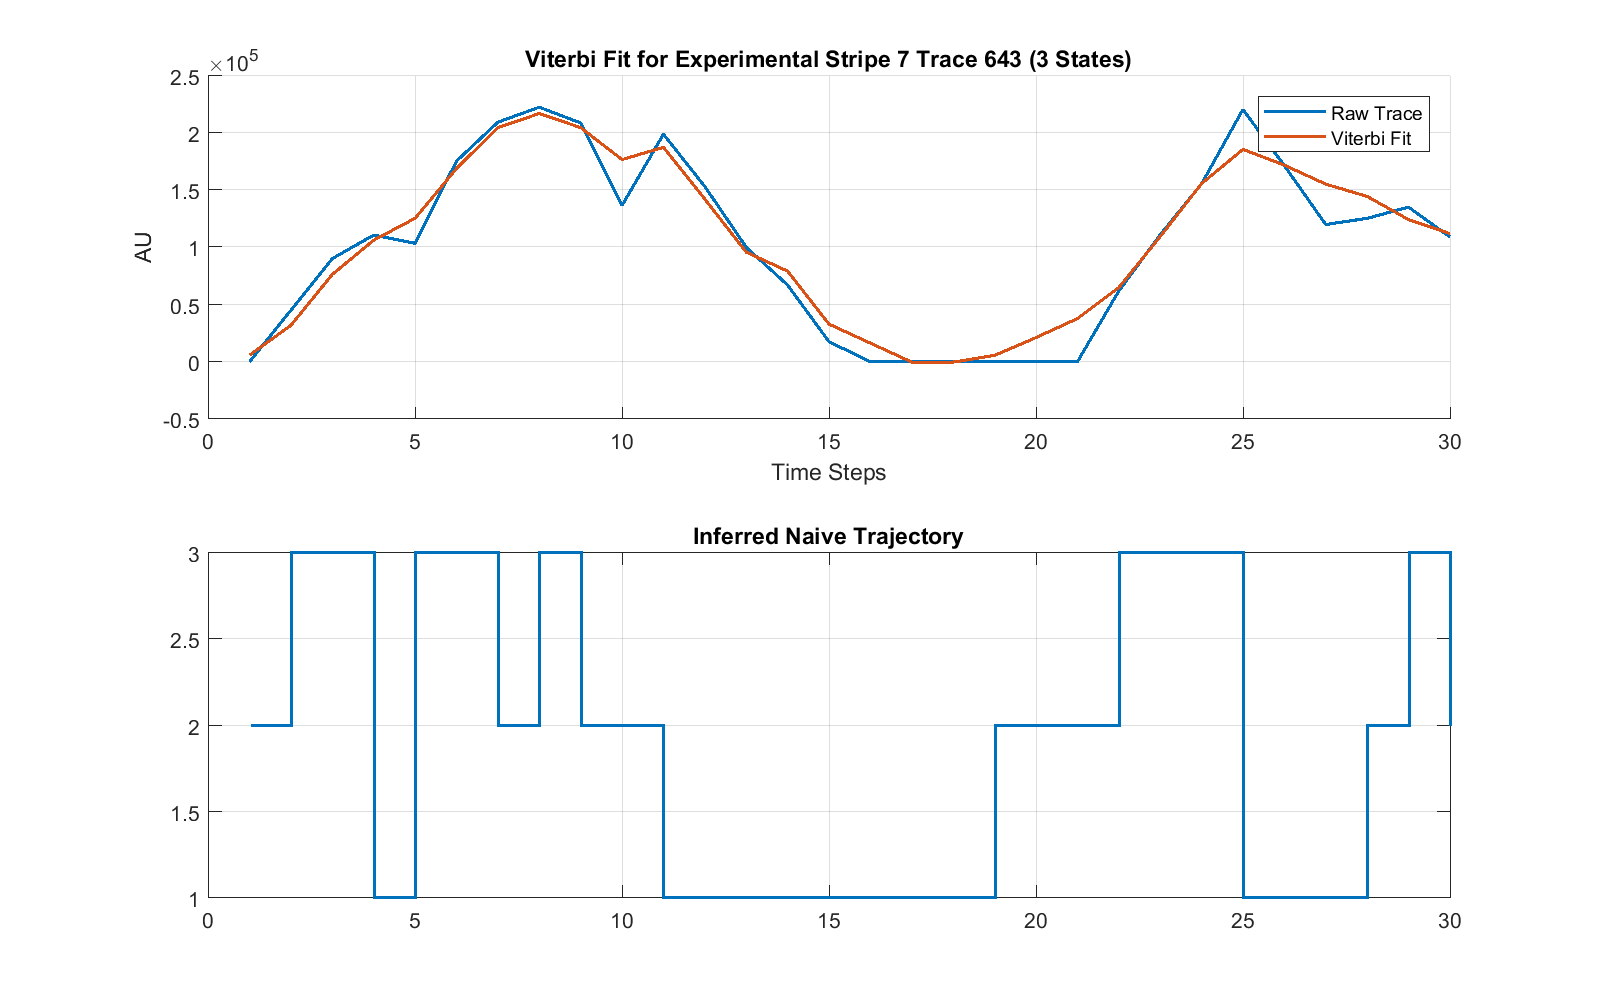 Viterbi Fit for Experimental Stripe 7 Trace 643 (3 States)
×10^5
2.5
2
1.5
1
0.5
0
-0.5
AU
Raw Trace
Viterbi Fit
0 5 10 15 20 25 30
Time Steps
Inferred Naive Trajectory
3
2.5
2
1.5
1
0 5 10 15 20 25 30